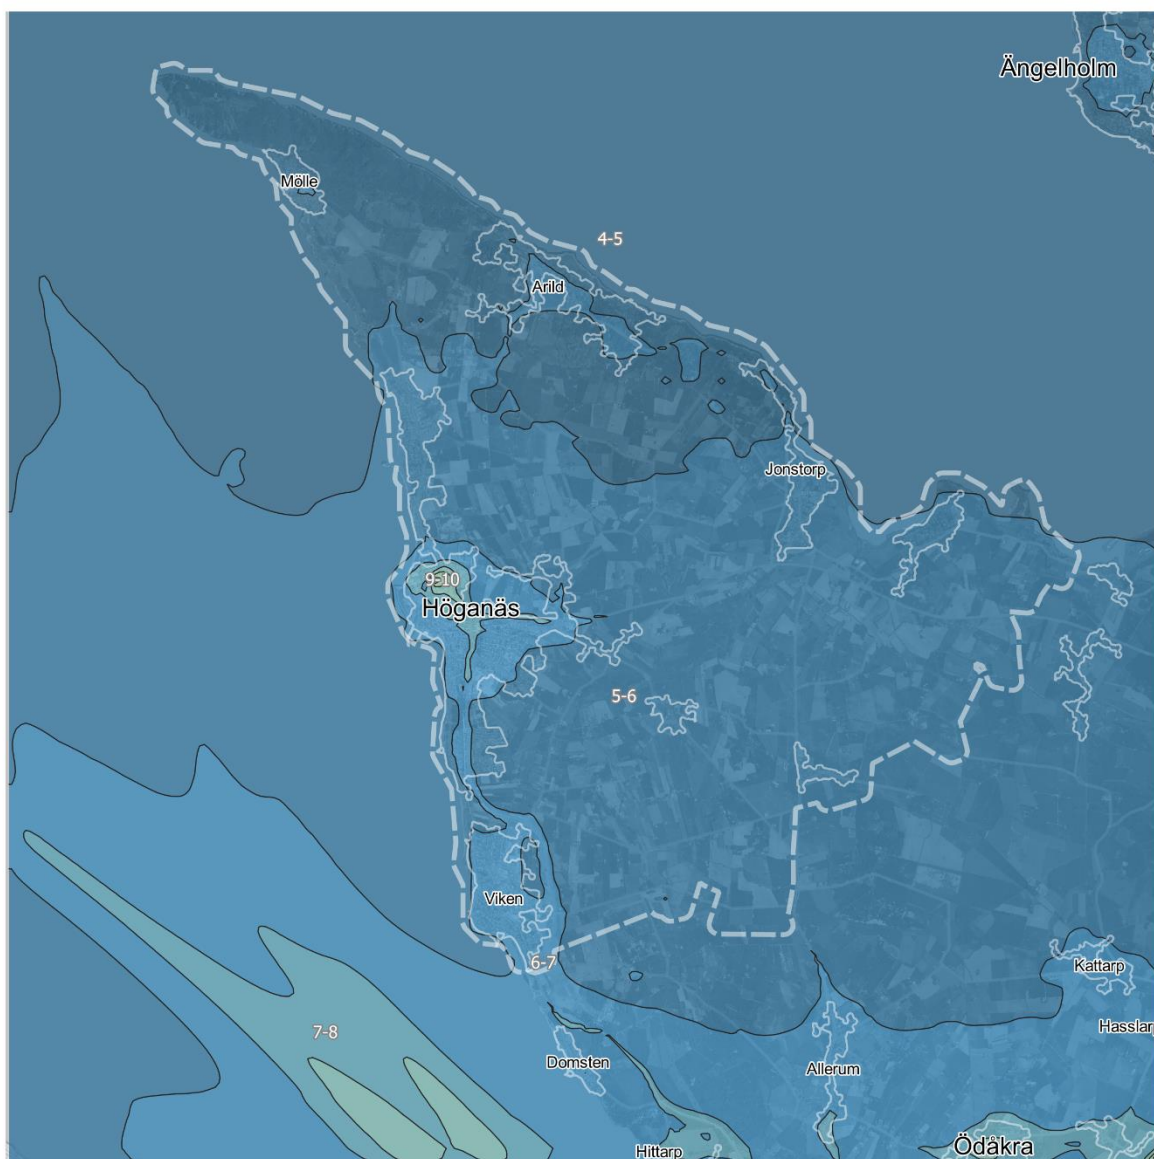 Ängelholm
Mölle
4-5
Arild
Jonstorp
9-10
Höganäs
5-6
Viken
6-7
Kattarp
7-8
Hasslarp
Domsten
Allerum
Hittarp
Ödåkra